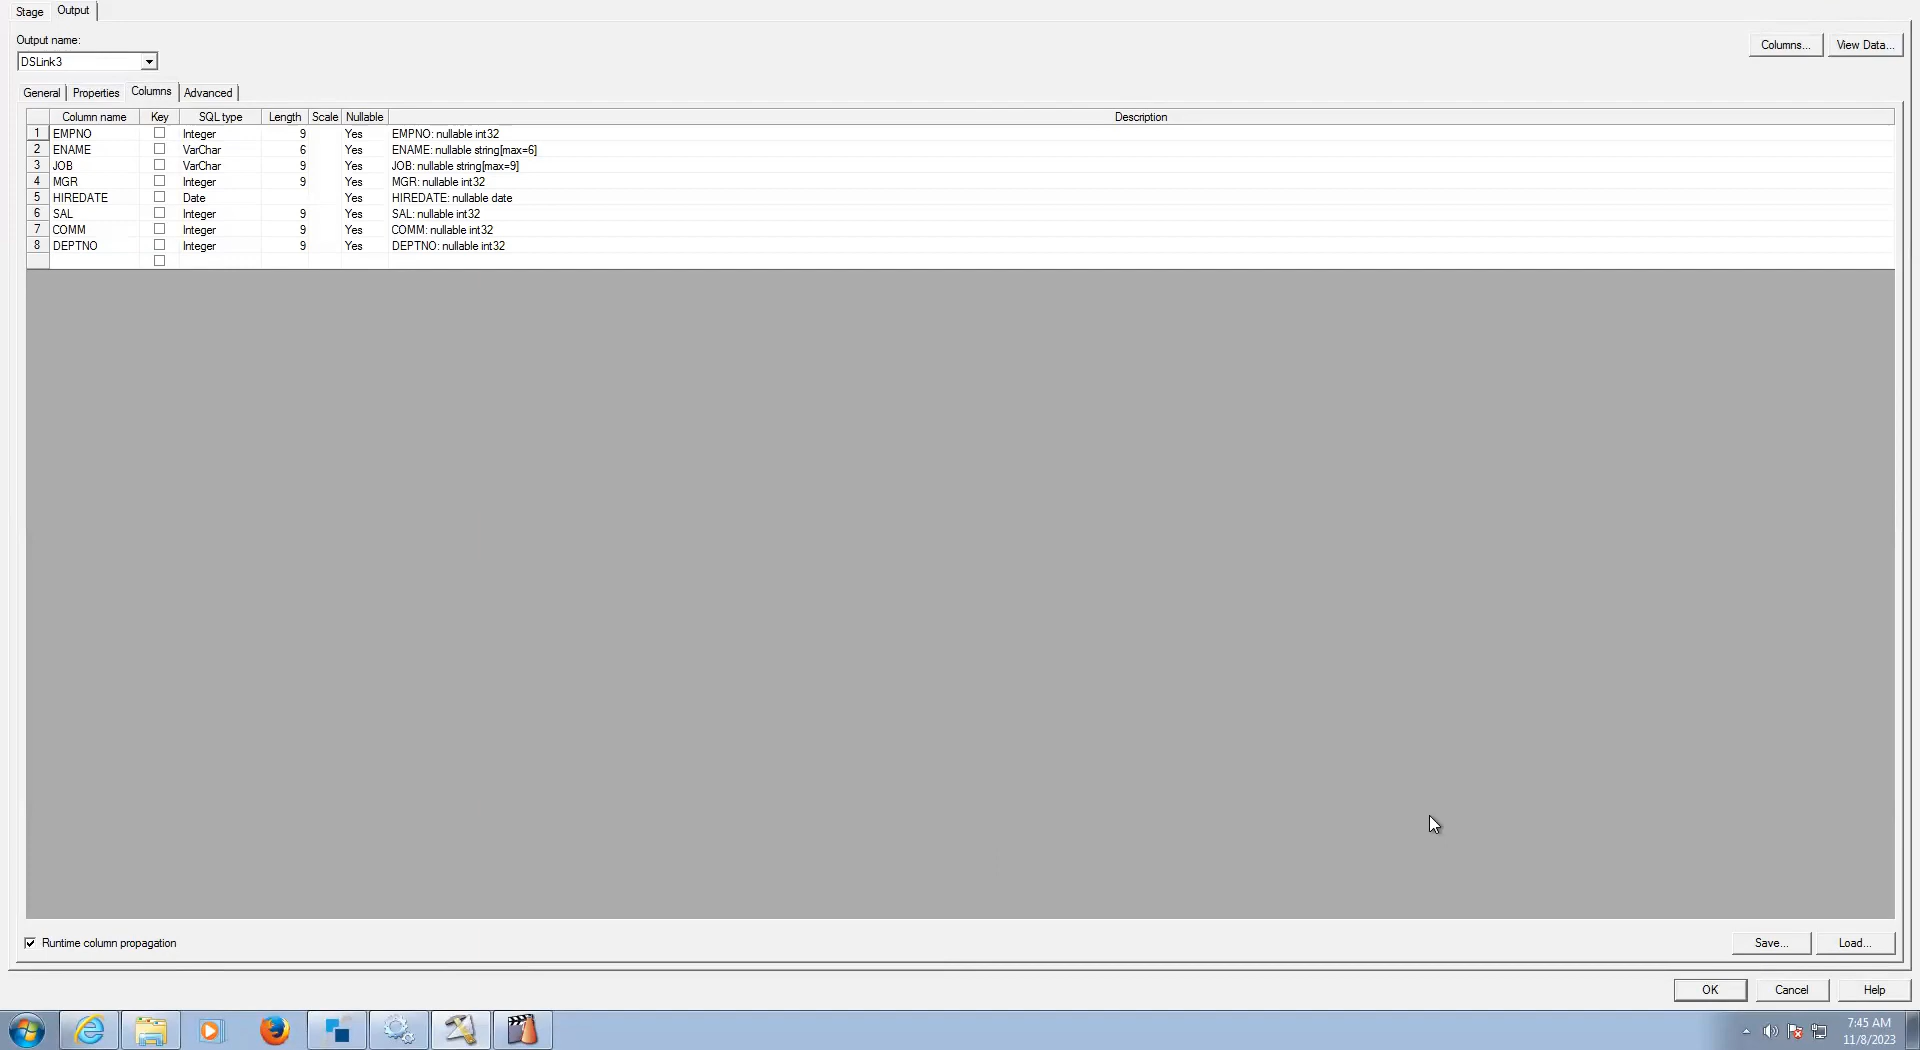 Stage Output
Output name:
DSLink3
Columns... View Data...
General Properties Columns Advanced
Column name Key SQL type Length Scale Nullable Description
1 EMPNO Integer 9 Yes EMPNO: nullable int32
2 ENAME VarChar 6 Yes ENAME: nullable string[max=6]
3 JOB VarChar 9 Yes JOB: nullable string[max=9]
4 MGR Integer 9 Yes MGR: nullable int32
5 HIREDATE Date Yes HIREDATE: nullable date
6 SAL Integer 9 Yes SAL: nullable int32
7 COMM Integer 9 Yes COMM: nullable int32
8 DEPTNO Integer 9 Yes DEPTNO: nullable int32
Runtime column propagation Save... Load...
OK Cancel Help
7:45 AM
11/8/2023